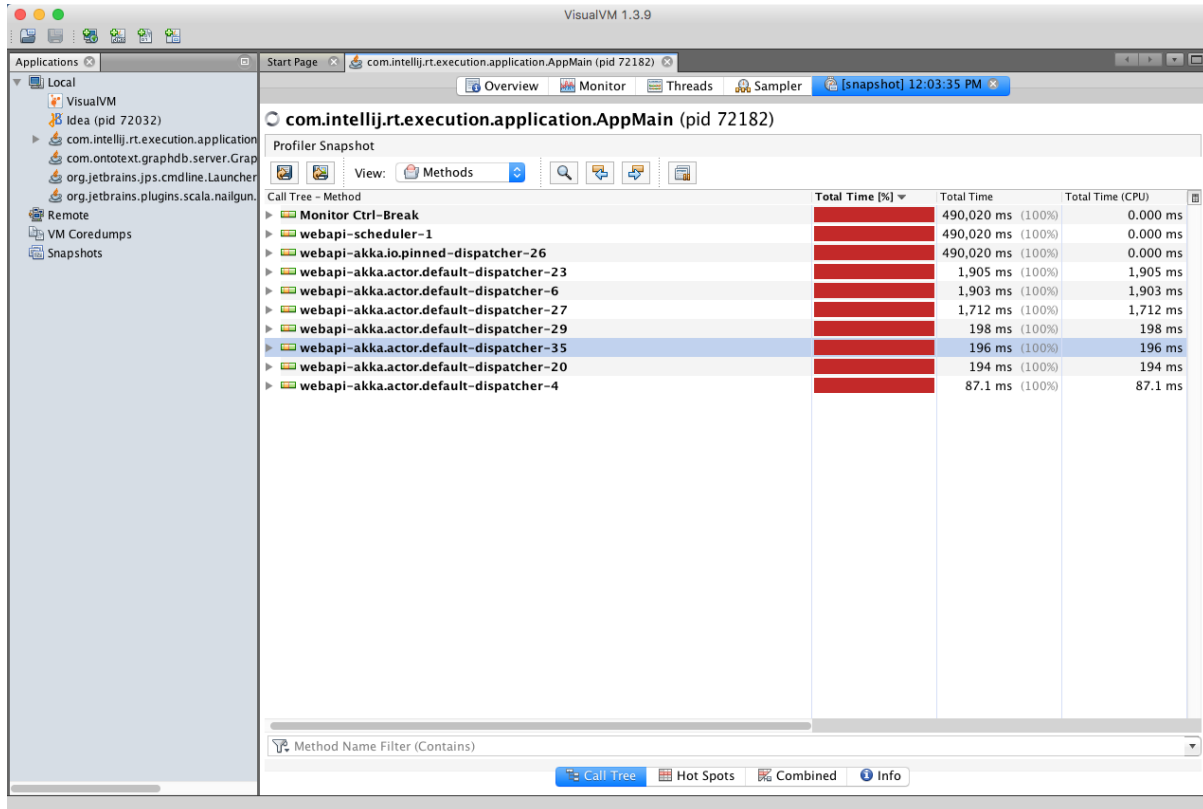 VisualVM 1.3.9
Applications
Start Page com.intellij.rt.execution.application.AppMain (pid 72182)
Local
VisualVM
Idea (pid 72032)
com.intellij.rt.execution.application
com.ontotext.graphdb.server.Grap
org.jetbrains.jps.cmdline.Launcher
org.jetbrains.plugins.scala.nailgun.
Remote
VM Coredumps
Snapshots
Overview Monitor Threads Sampler [snapshot] 12:03:35 PM
com.intellij.rt.execution.application.AppMain (pid 72182)
Profiler Snapshot
View: Methods
Call Tree – Method Total Time [%] Total Time Total Time (CPU)
Monitor Ctrl-Break 490,020 ms (100%) 0.000 ms
webapi-scheduler-1 490,020 ms (100%) 0.000 ms
webapi-akka.io.pinned-dispatcher-26 490,020 ms (100%) 0.000 ms
webapi-akka.actor.default-dispatcher-23 1,905 ms (100%) 1,905 ms
webapi-akka.actor.default-dispatcher-6 1,903 ms (100%) 1,903 ms
webapi-akka.actor.default-dispatcher-27 1,712 ms (100%) 1,712 ms
webapi-akka.actor.default-dispatcher-29 198 ms (100%) 198 ms
webapi-akka.actor.default-dispatcher-35 196 ms (100%) 196 ms
webapi-akka.actor.default-dispatcher-20 194 ms (100%) 194 ms
webapi-akka.actor.default-dispatcher-4 87.1 ms (100%) 87.1 ms
Method Name Filter (Contains)
Call Tree Hot Spots Combined Info